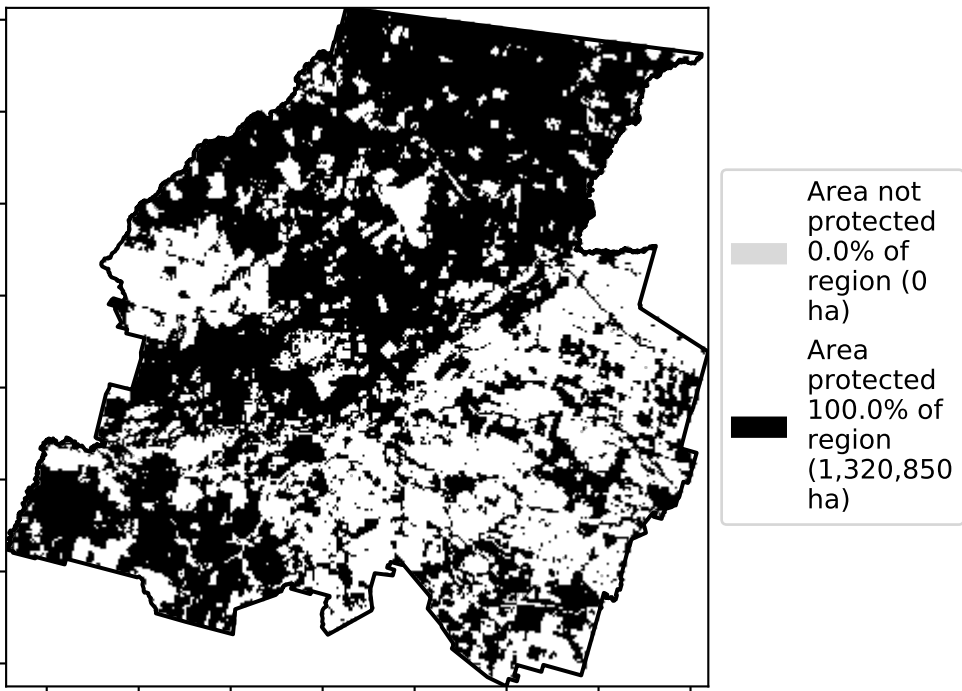 Area not
protected
0.0% of
region (0
ha)
Area
protected
100.0% of
region
(1,320,850
ha)